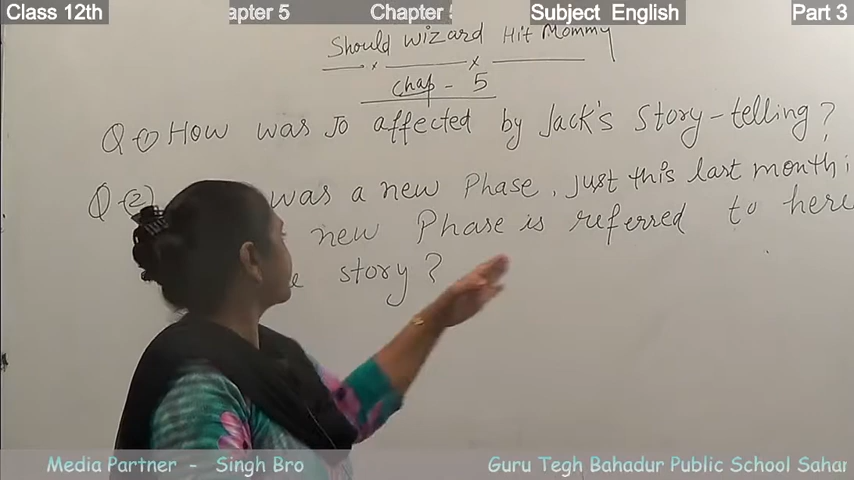 Class 12th
apter 5
Chapter 5
Subject English
Part 3
Should wizard Hit Mommy
Chap - 5
Q ① How was Jo affected by Jack's Story-telling?
Q ② was a new Phase, just this last month i
new Phase is referred to here
e story?
Media Partner - Singh Bro
Guru Tegh Bahadur Public School Sahar